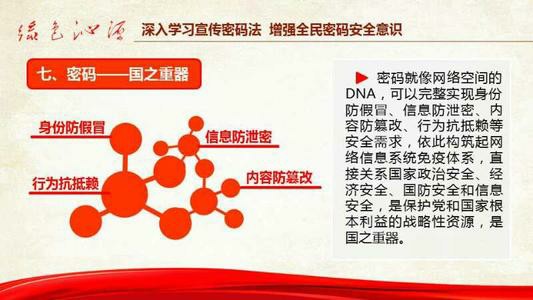 绿色沁源
深入学习宣传密码法 增强全民密码安全意识
七、密码——国之重器
身份防假冒
信息防泄密
行为抗抵赖
内容防篡改
密码就像网络空间的
DNA，可以完整实现身份
防假冒、信息防泄密、内
容防篡改、行为抗抵赖等
安全需求，依此构筑起网
络信息系统免疫体系，直
接关系国家政治安全、经
济安全、国防安全和信息
安全，是保护党和国家根
本利益的战略性资源，是
国之重器。